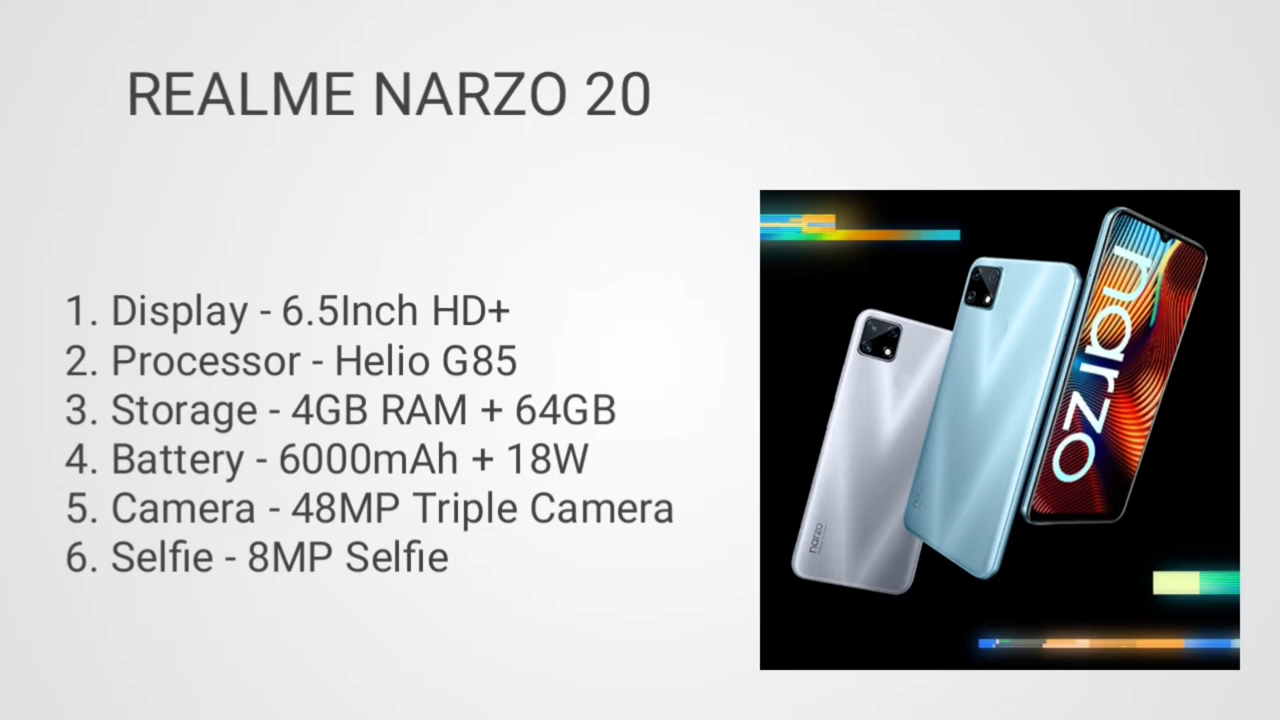 REALME NARZO 20
1. Display - 6.5Inch HD+
2. Processor - Helio G85
3. Storage - 4GB RAM + 64GB
4. Battery - 6000mAh + 18W
5. Camera - 48MP Triple Camera
6. Selfie - 8MP Selfie
narzo
narzo